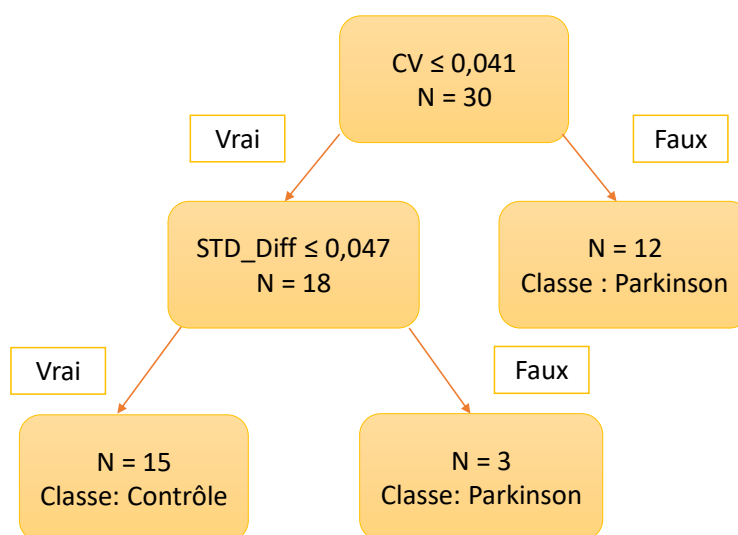 CV ≤ 0,041
N = 30
Vrai
Faux
STD_Diff ≤ 0,047
N = 18
N = 12
Classe : Parkinson
Vrai
Faux
N = 15
Classe: Contrôle
N = 3
Classe: Parkinson